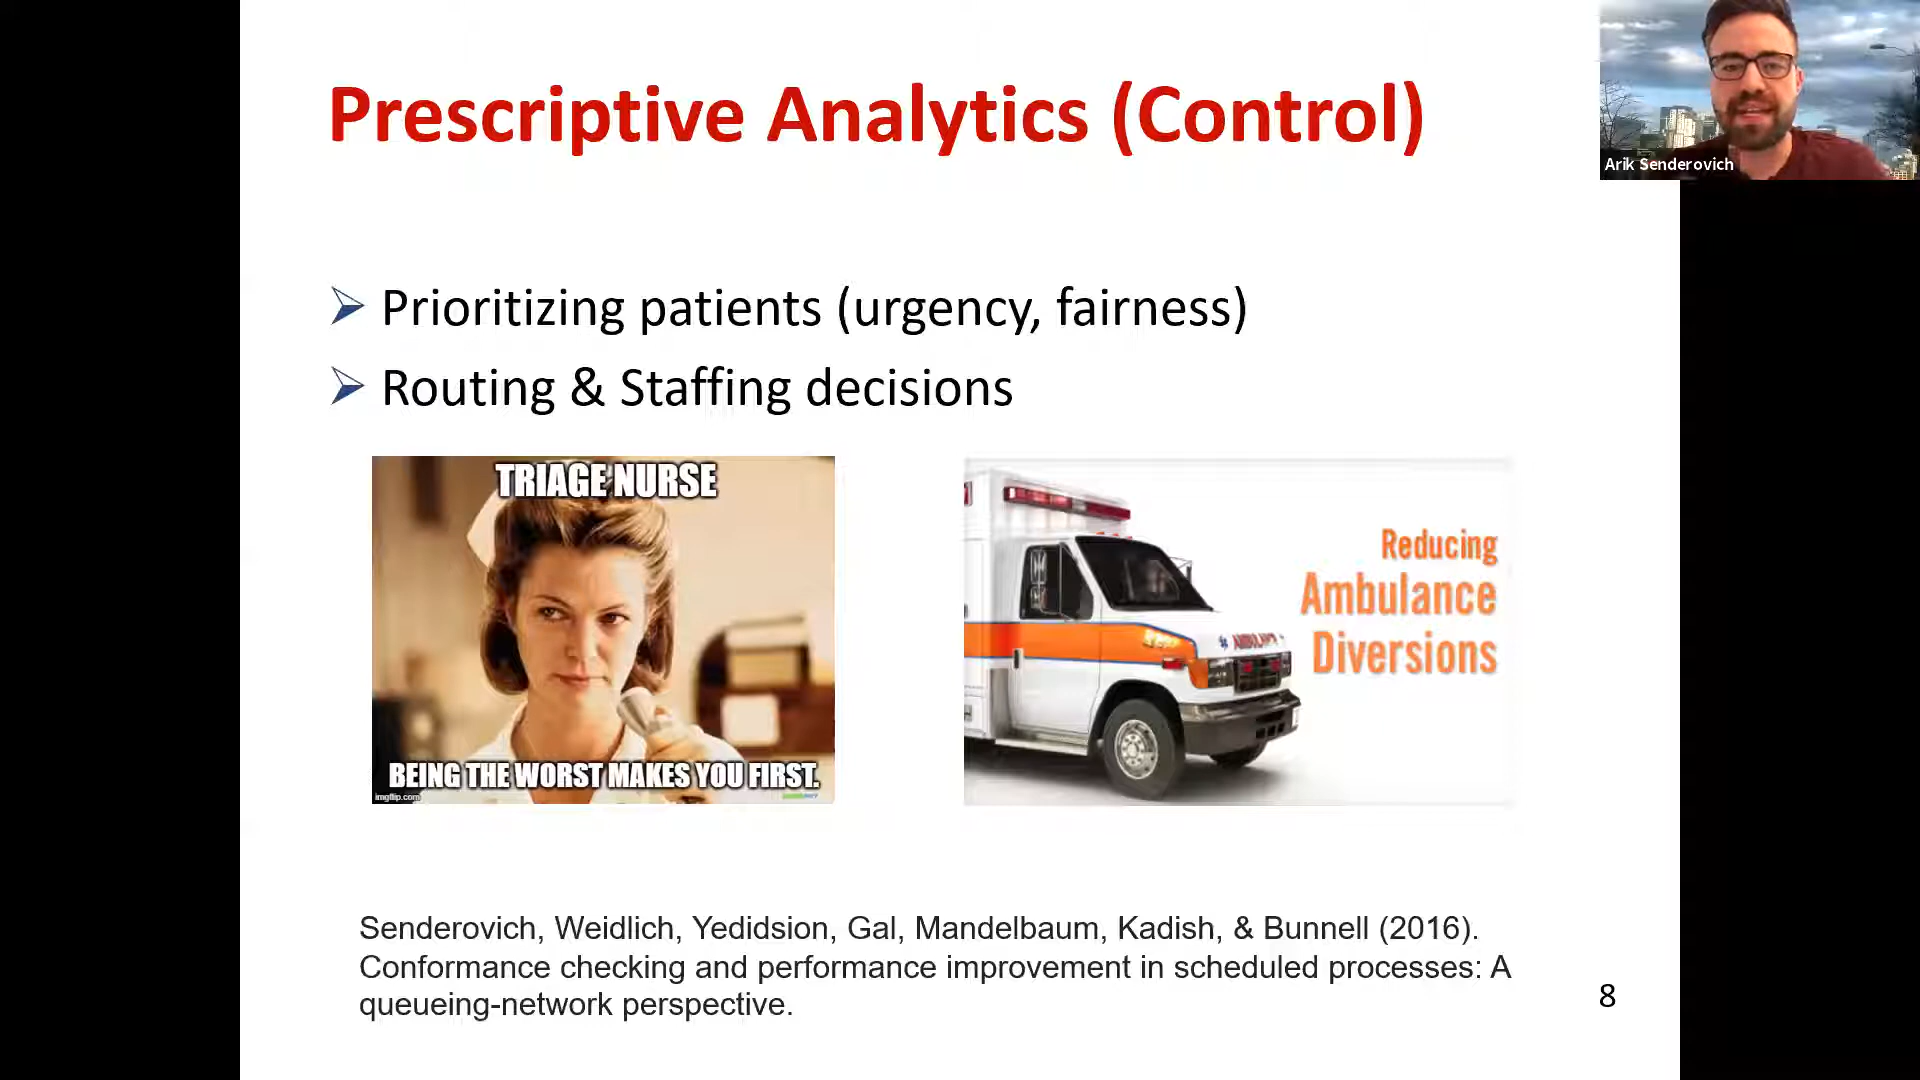 Prescriptive Analytics (Control)
Arik Senderovich
Prioritizing patients (urgency, fairness)
Routing & Staffing decisions
TRIAGE NURSE
BEING THE WORST MAKES YOU FIRST.
imgflip.com
Reducing
Ambulance
Diversions
AMBULANCE
Senderovich, Weidlich, Yedidsion, Gal, Mandelbaum, Kadish, & Bunnell (2016).
Conformance checking and performance improvement in scheduled processes: A
queueing-network perspective.
8